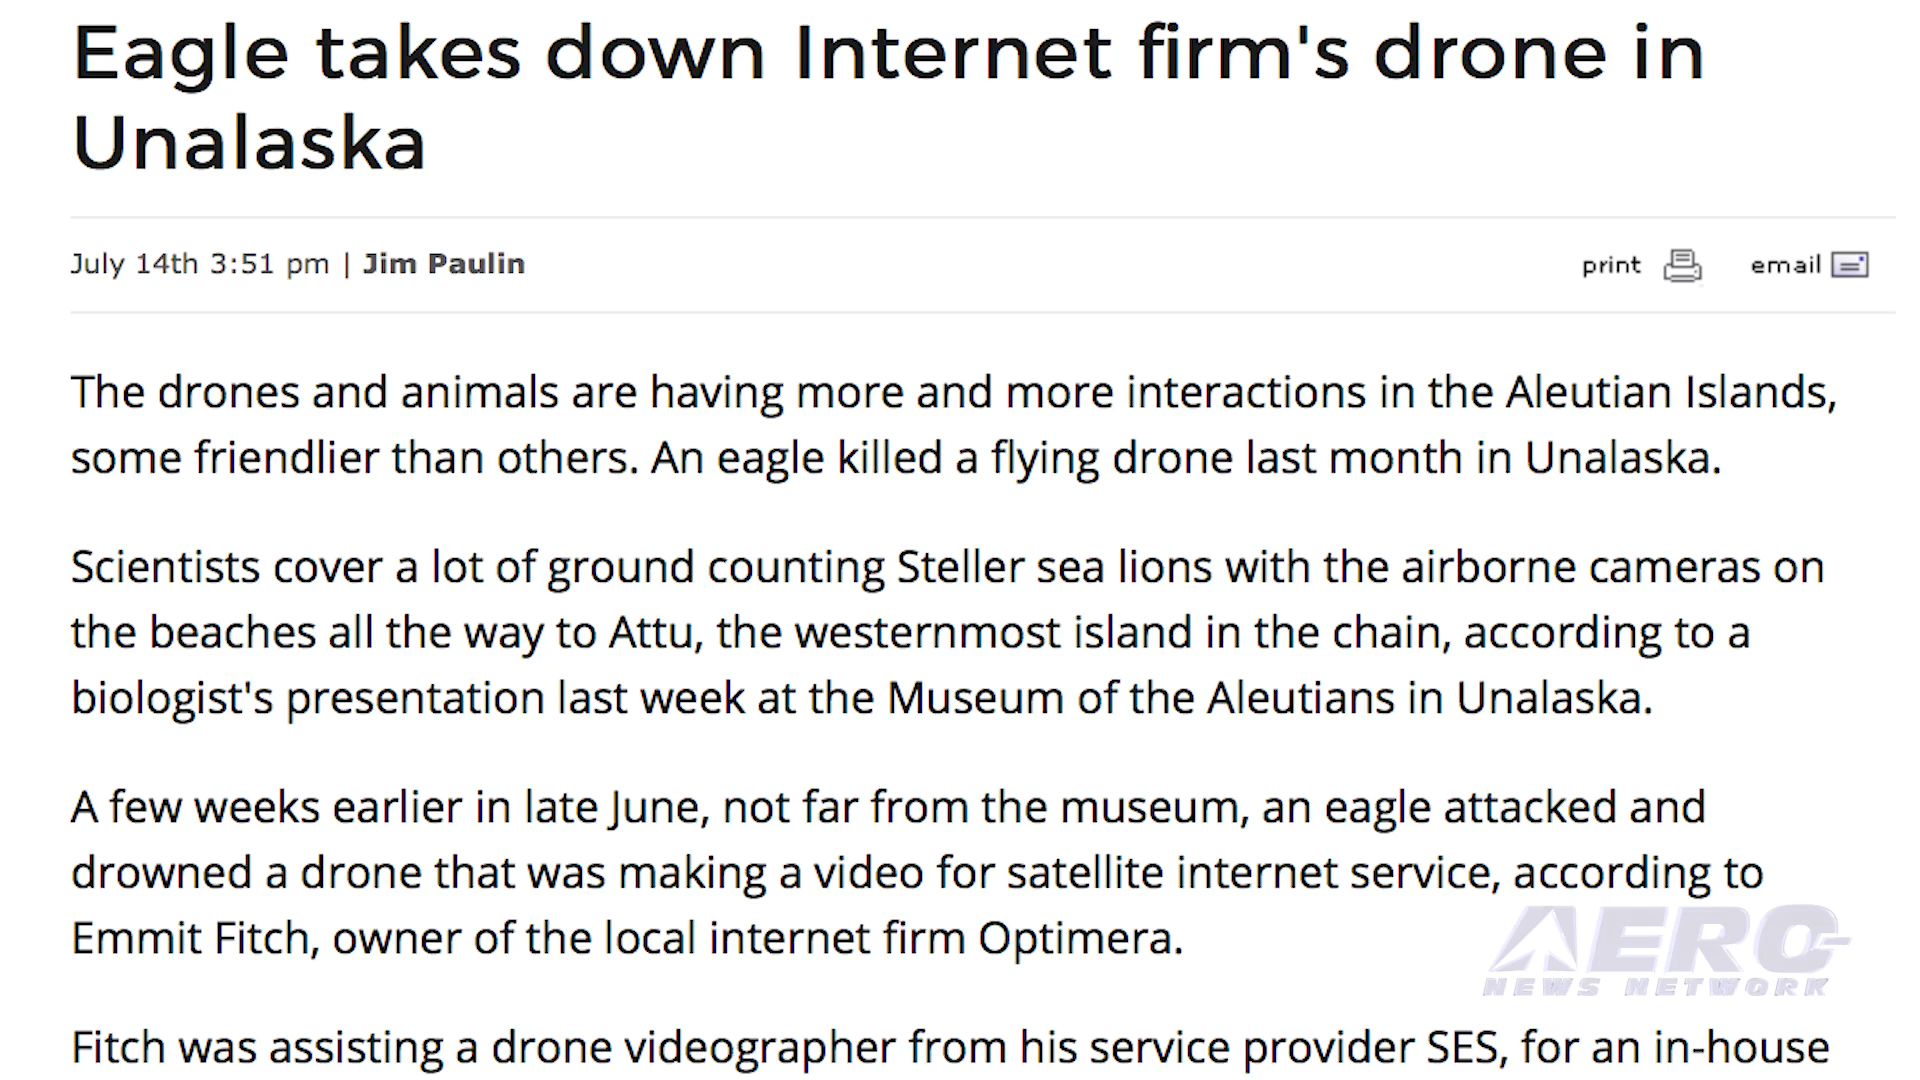 Eagle takes down Internet firm's drone in
Unalaska
July 14th 3:51 pm | Jim Paulin
print
email
The drones and animals are having more and more interactions in the Aleutian Islands,
some friendlier than others. An eagle killed a flying drone last month in Unalaska.
Scientists cover a lot of ground counting Steller sea lions with the airborne cameras on
the beaches all the way to Attu, the westernmost island in the chain, according to a
biologist's presentation last week at the Museum of the Aleutians in Unalaska.
A few weeks earlier in late June, not far from the museum, an eagle attacked and
drowned a drone that was making a video for satellite internet service, according to
Emmit Fitch, owner of the local internet firm Optimera.
AERO
NEWS NETWORK
Fitch was assisting a drone videographer from his service provider SES, for an in-house